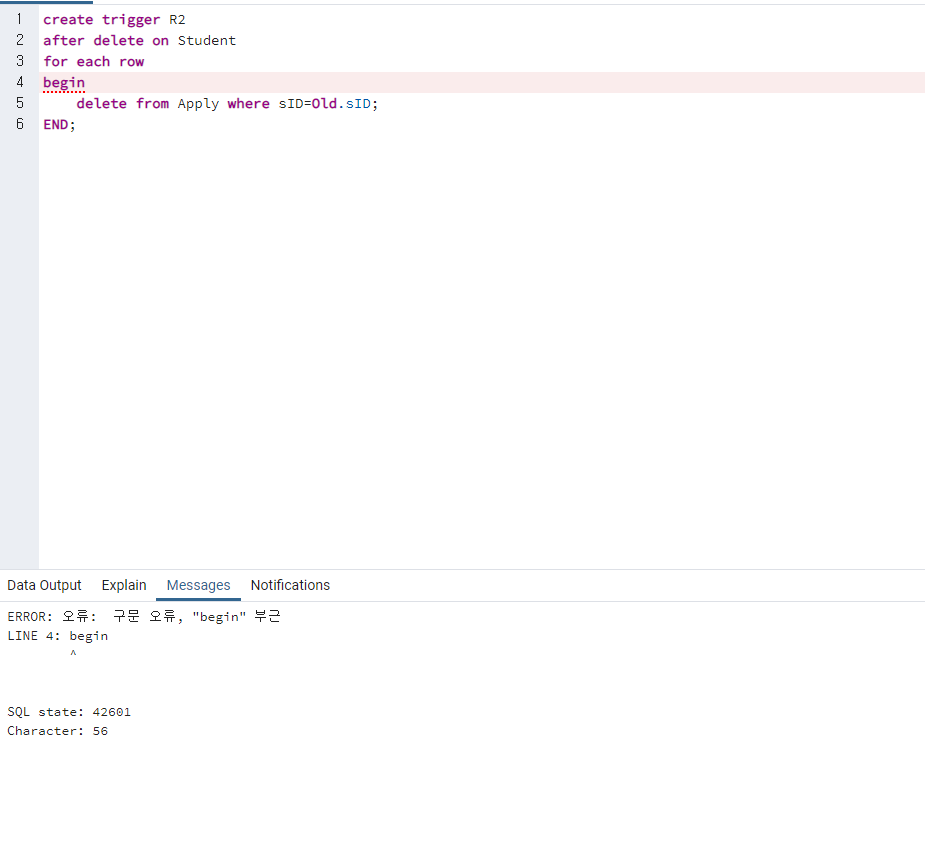 1 create trigger R2
2 after delete on Student
3 for each row
4 begin
5     delete from Apply where sID=Old.sID;
6 END;
Data Output Explain Messages Notifications
ERROR: 오류:  구문 오류, "begin" 부근
LINE 4: begin
        ^
SQL state: 42601
Character: 56